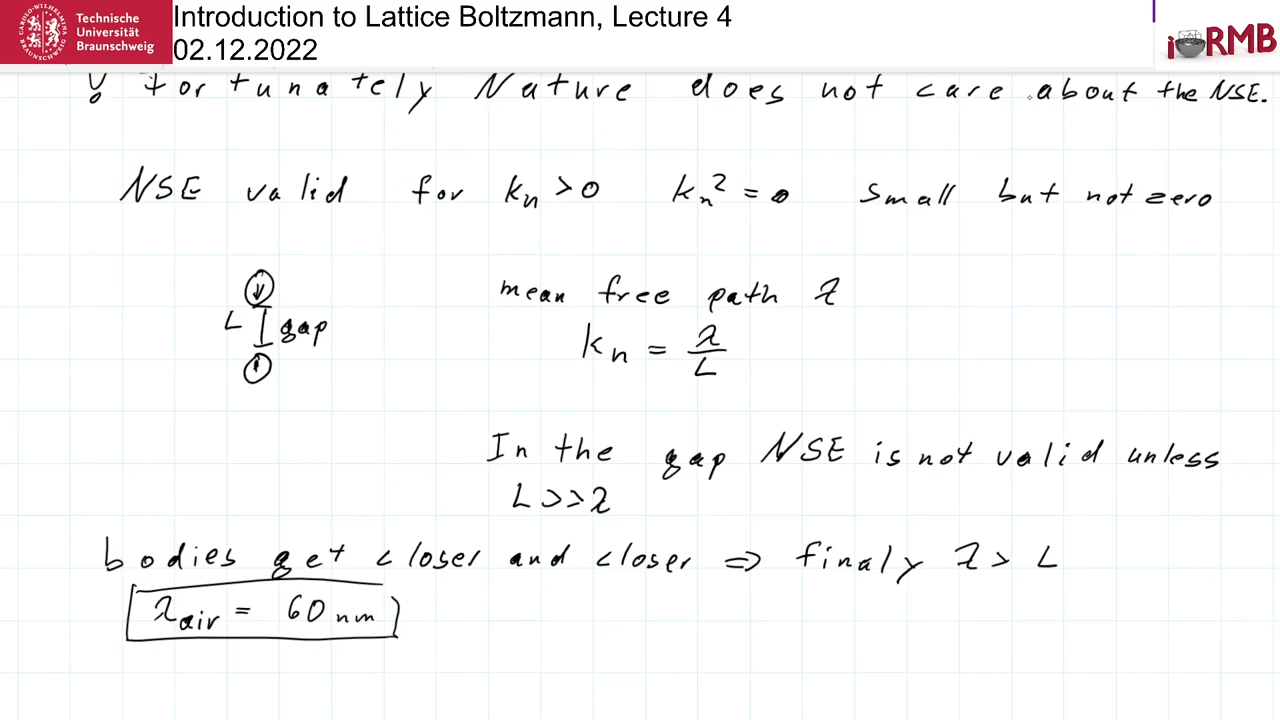 Technische
Universität
Braunschweig
Introduction to Lattice Boltzmann, Lecture 4
02.12.2022
iRMB
! Fortunately Nature does not care about the NSE.
NSE valid for Kn > 0 Kn² = 0 small but not zero
mean free path λ
L gap
Kn = λ/L
In the gap NSE is not valid unless
L >> λ
bodies get closer and closer ⇒ finaly λ > L
λair = 60 nm